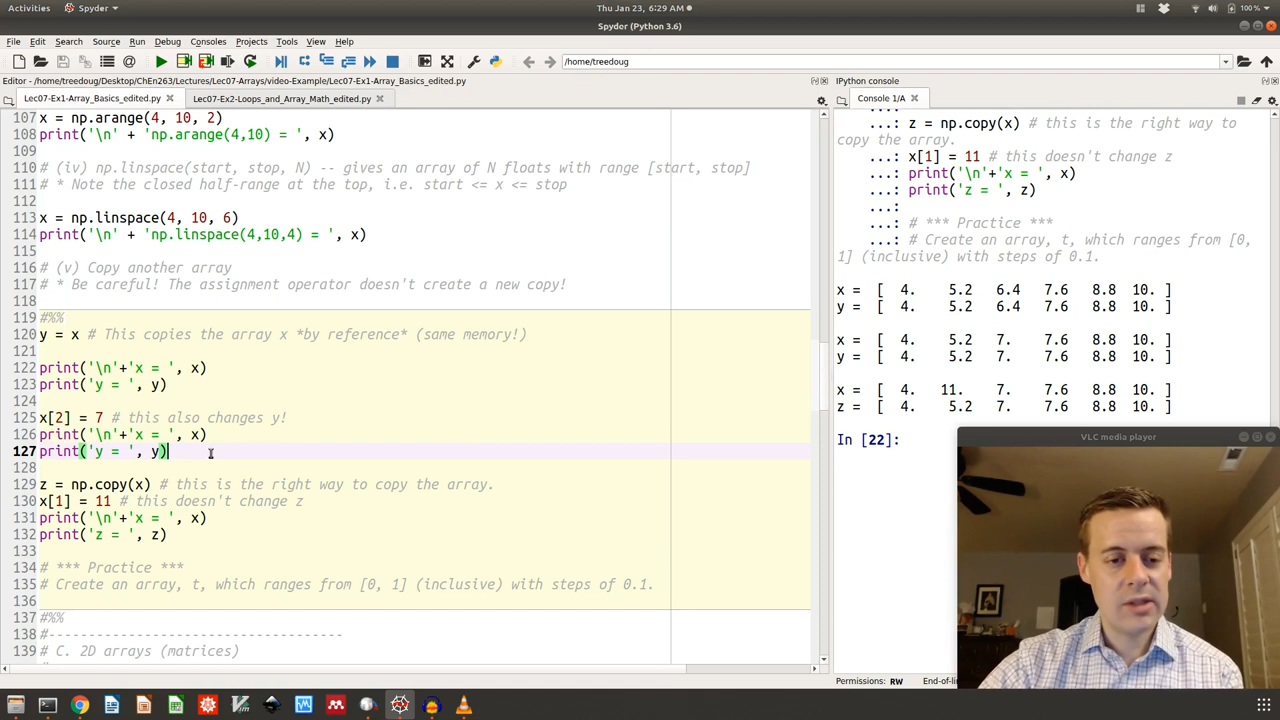 Activities
Spyder
Thu Jan 23, 6:29 AM
100 %
Spyder (Python 3.6)
File Edit Search Source Run Debug Consoles Projects Tools View Help
/home/treedoug
Editor - /home/treedoug/Desktop/ChEn263/Lectures/Lec07-Arrays/video-Example/Lec07-Ex1-Array_Basics_edited.py
Lec07-Ex1-Array_Basics_edited.py
Lec07-Ex2-Loops_and_Array_Math_edited.py
107 x = np.arange(4, 10, 2)
108 print('\n' + 'np.arange(4,10) = ', x)
109
110 # (iv) np.linspace(start, stop, N) -- gives an array of N floats with range [start, stop]
111 # * Note the closed half-range at the top, i.e. start <= x <= stop
112
113 x = np.linspace(4, 10, 6)
114 print('\n' + 'np.linspace(4,10,4) = ', x)
115
116 # (v) Copy another array
117 # * Be careful! The assignment operator doesn't create a new copy!
118
119 #%%
120 y = x # This copies the array x *by reference* (same memory!)
121
122 print('\n'+'x = ', x)
123 print('y = ', y)
124
125 x[2] = 7 # this also changes y!
126 print('\n'+'x = ', x)
127 print('y = ', y)
128
129 z = np.copy(x) # this is the right way to copy the array.
130 x[1] = 11 # this doesn't change z
131 print('\n'+'x = ', x)
132 print('z = ', z)
133
134 # *** Practice ***
135 # Create an array, t, which ranges from [0, 1] (inclusive) with steps of 0.1.
136
137 #%%
138 #-------------------------------------
139 # C. 2D arrays (matrices)
IPython console
Console 1/A
...: z = np.copy(x) # this is the right way to
copy the array.
...: x[1] = 11 # this doesn't change z
...: print('\n'+'x = ', x)
...: print('z = ', z)
...:
...: # *** Practice ***
...: # Create an array, t, which ranges from [0,
1] (inclusive) with steps of 0.1.
x = [ 4. 5.2 6.4 7.6 8.8 10. ]
y = [ 4. 5.2 6.4 7.6 8.8 10. ]
x = [ 4. 5.2 7. 7.6 8.8 10. ]
y = [ 4. 5.2 7. 7.6 8.8 10. ]
x = [ 4. 11. 7. 7.6 8.8 10. ]
z = [ 4. 5.2 7. 7.6 8.8 10. ]
In [22]:
VLC media player
Permissions: RW
End-of-li